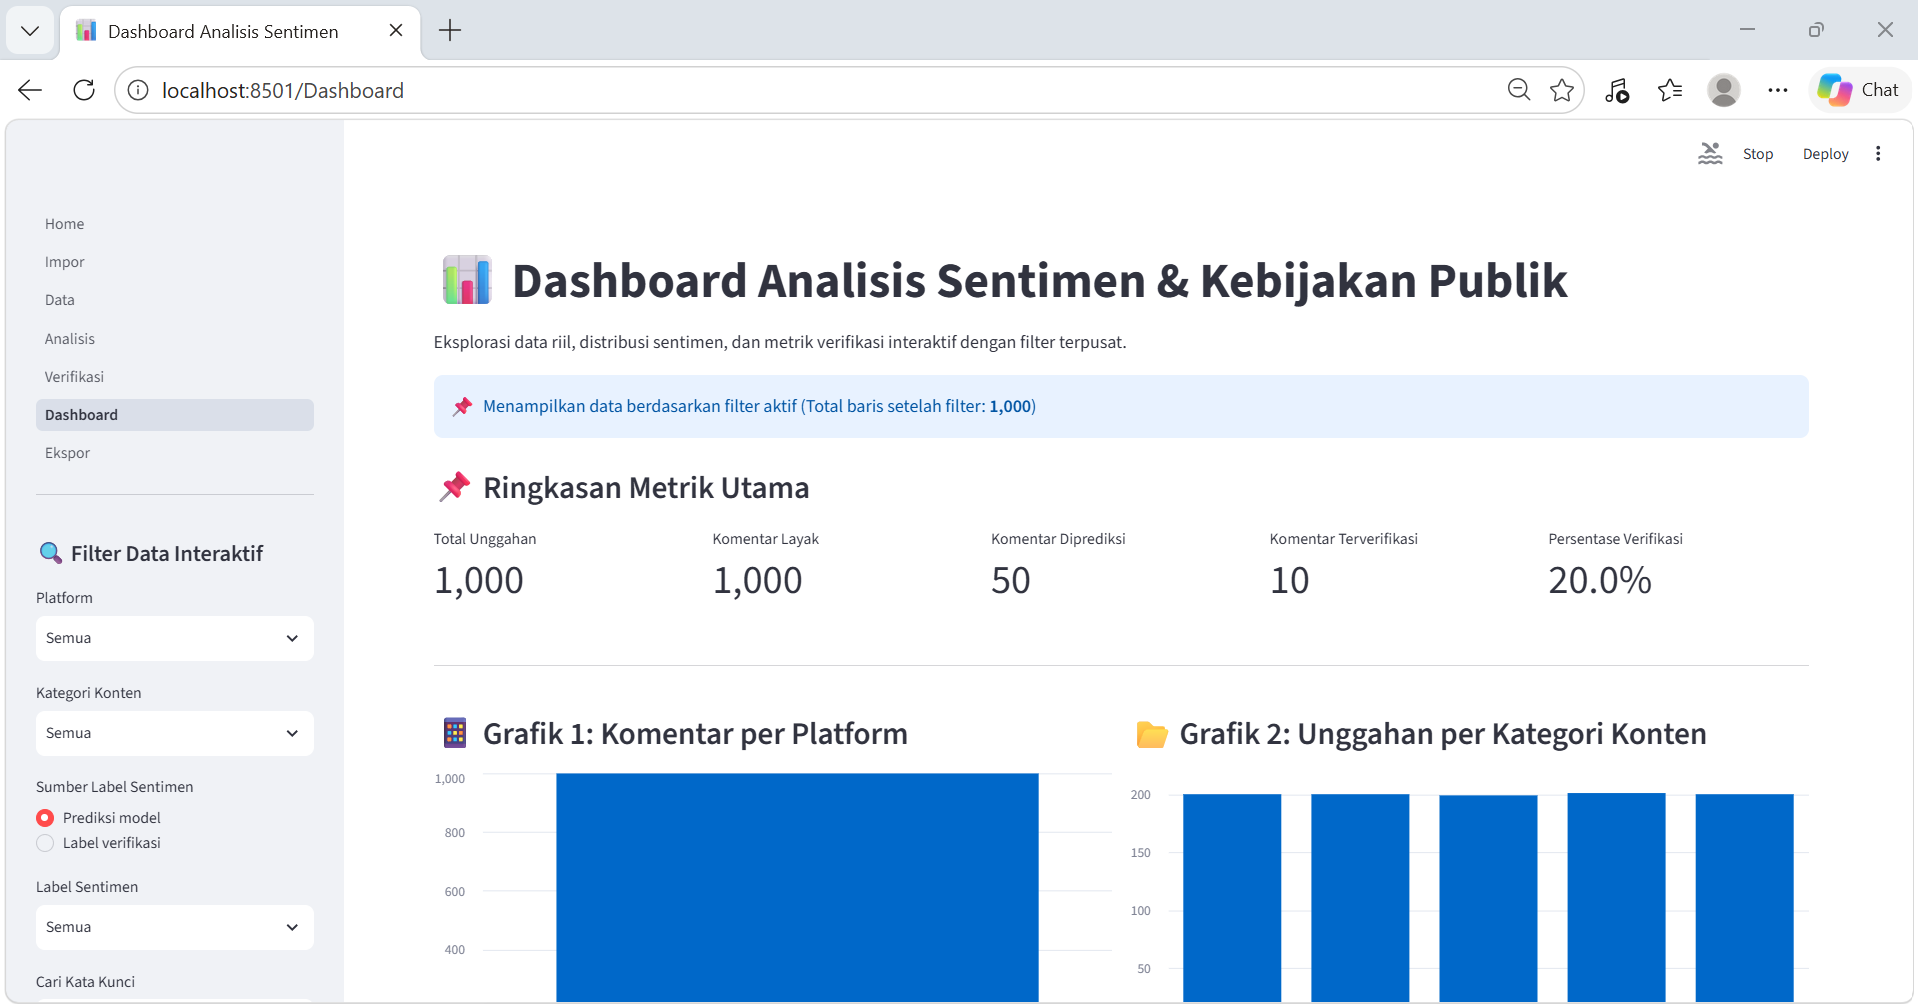 Dashboard Analisis Sentimen
localhost:8501/Dashboard
Chat
Stop
Deploy
Home
Impor
Data
Analisis
Verifikasi
Dashboard
Ekspor
Filter Data Interaktif
Platform
Semua
Kategori Konten
Semua
Sumber Label Sentimen
Prediksi model
Label verifikasi
Label Sentimen
Semua
Cari Kata Kunci
Dashboard Analisis Sentimen & Kebijakan Publik
Eksplorasi data riil, distribusi sentimen, dan metrik verifikasi interaktif dengan filter terpusat.
Menampilkan data berdasarkan filter aktif (Total baris setelah filter: 1,000)
Ringkasan Metrik Utama
Total Unggahan
1,000
Komentar Layak
1,000
Komentar Diprediksi
50
Komentar Terverifikasi
10
Persentase Verifikasi
20.0%
Grafik 1: Komentar per Platform
1,000
800
600
400
Grafik 2: Unggahan per Kategori Konten
200
150
100
50